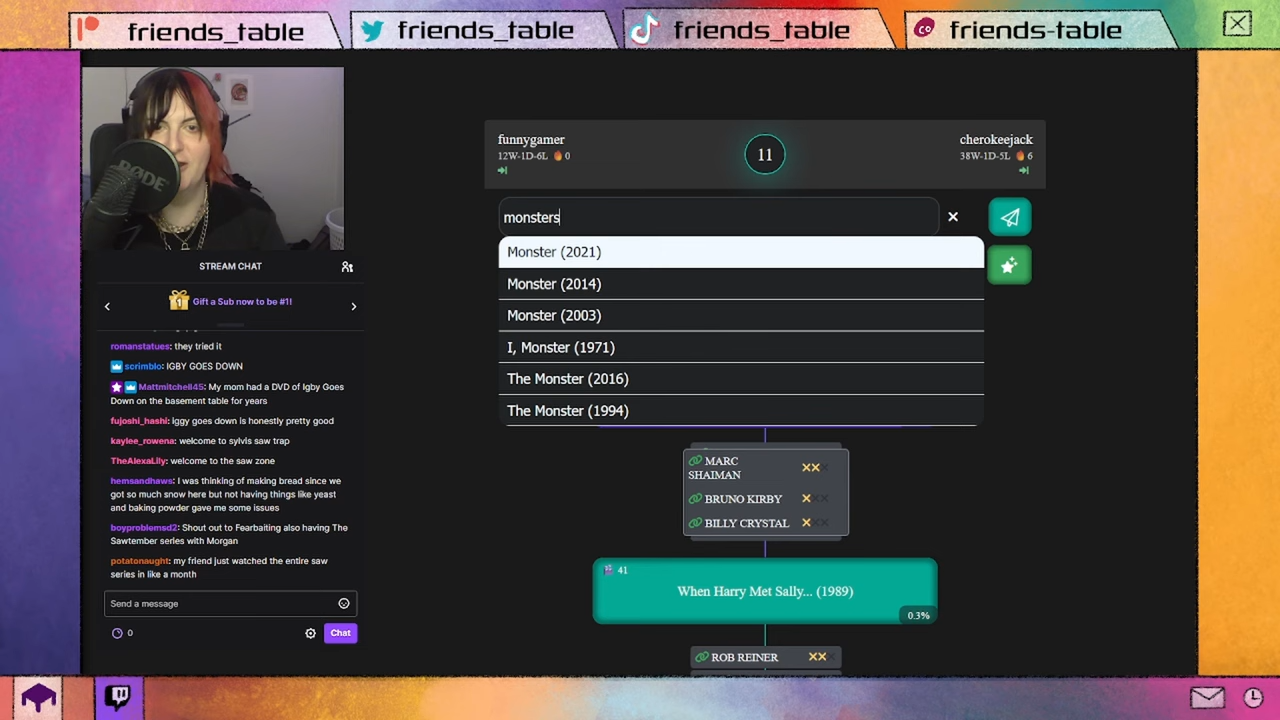 friends_table
friends_table
friends_table
co
friends-table
RØDE
funnygamer
12W-1D-6L 0
11
cherokeejack
38W-1D-5L 6
monsters
Monster (2021)
Monster (2014)
Monster (2003)
I, Monster (1971)
The Monster (2016)
The Monster (1994)
MARC
SHAIMAN
BRUNO KIRBY
BILLY CRYSTAL
41
When Harry Met Sally... (1989)
0.3%
ROB REINER
STREAM CHAT
1
Gift a Sub now to be #1!
romanstatues: they tried it
scrimblo: IGBY GOES DOWN
Mattmitchell45: My mom had a DVD of Igby Goes
Down on the basement table for years
fujoshi_hashi: iggy goes down is honestly pretty good
kaylee_rowena: welcome to sylvis saw trap
TheAlexaLily: welcome to the saw zone
hemsandhaws: I was thinking of making bread since we
got so much snow here but not having things like yeast
and baking powder gave me some issues
boyproblemsd2: Shout out to Fearbaiting also having The
Sawtember series with Morgan
potatonaught: my friend just watched the entire saw
series in like a month
Send a message
0
Chat